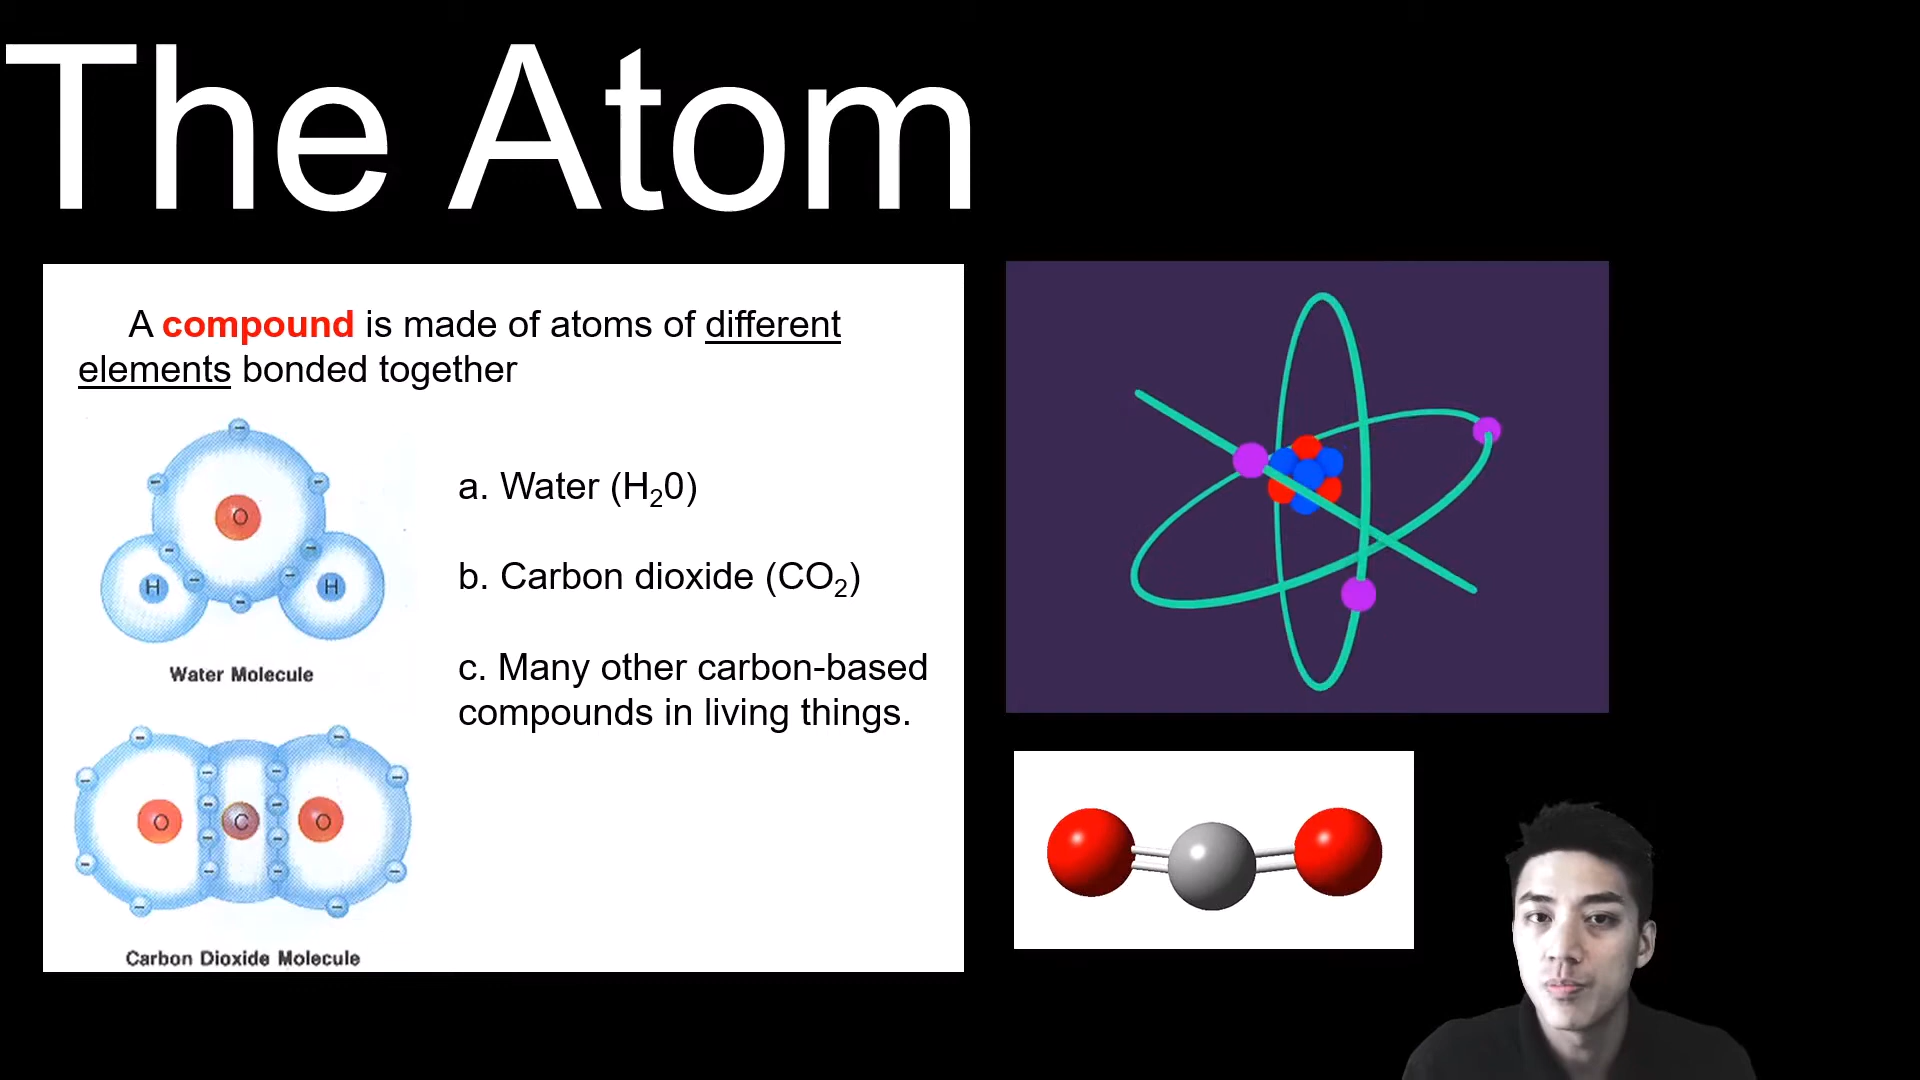 The Atom
A compound is made of atoms of different
elements bonded together
O
H H
Water Molecule
a. Water (H₂0)
b. Carbon dioxide (CO₂)
c. Many other carbon-based
compounds in living things.
O C O
Carbon Dioxide Molecule